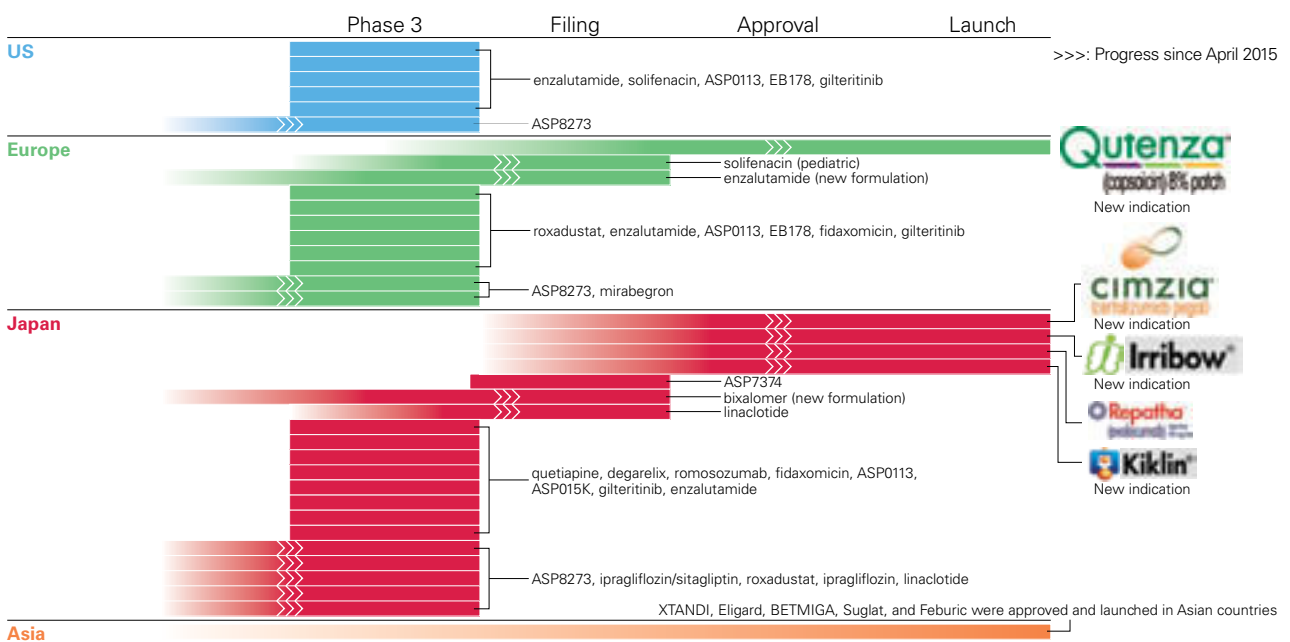 Phase 3 Filing Approval Launch
US
>>>: Progress since April 2015
enzalutamide, solifenacin, ASP0113, EB178, gilteritinib
ASP8273
Europe
Qutenza
(capsaicin) 8% patch
New indication
solifenacin (pediatric)
enzalutamide (new formulation)
roxadustat, enzalutamide, ASP0113, EB178, fidaxomicin, gilteritinib
ASP8273, mirabegron
cimzia
(certolizumab pegol)
New indication
Japan
Irribow
New indication
ASP7374
bixalomer (new formulation)
linaclotide
Repatha
Kiklin
New indication
quetiapine, degarelix, romosozumab, fidaxomicin, ASP0113,
ASP015K, gilteritinib, enzalutamide
ASP8273, ipragliflozin/sitagliptin, roxadustat, ipragliflozin, linaclotide
XTANDI, Eligard, BETMIGA, Suglat, and Feburic were approved and launched in Asian countries
Asia